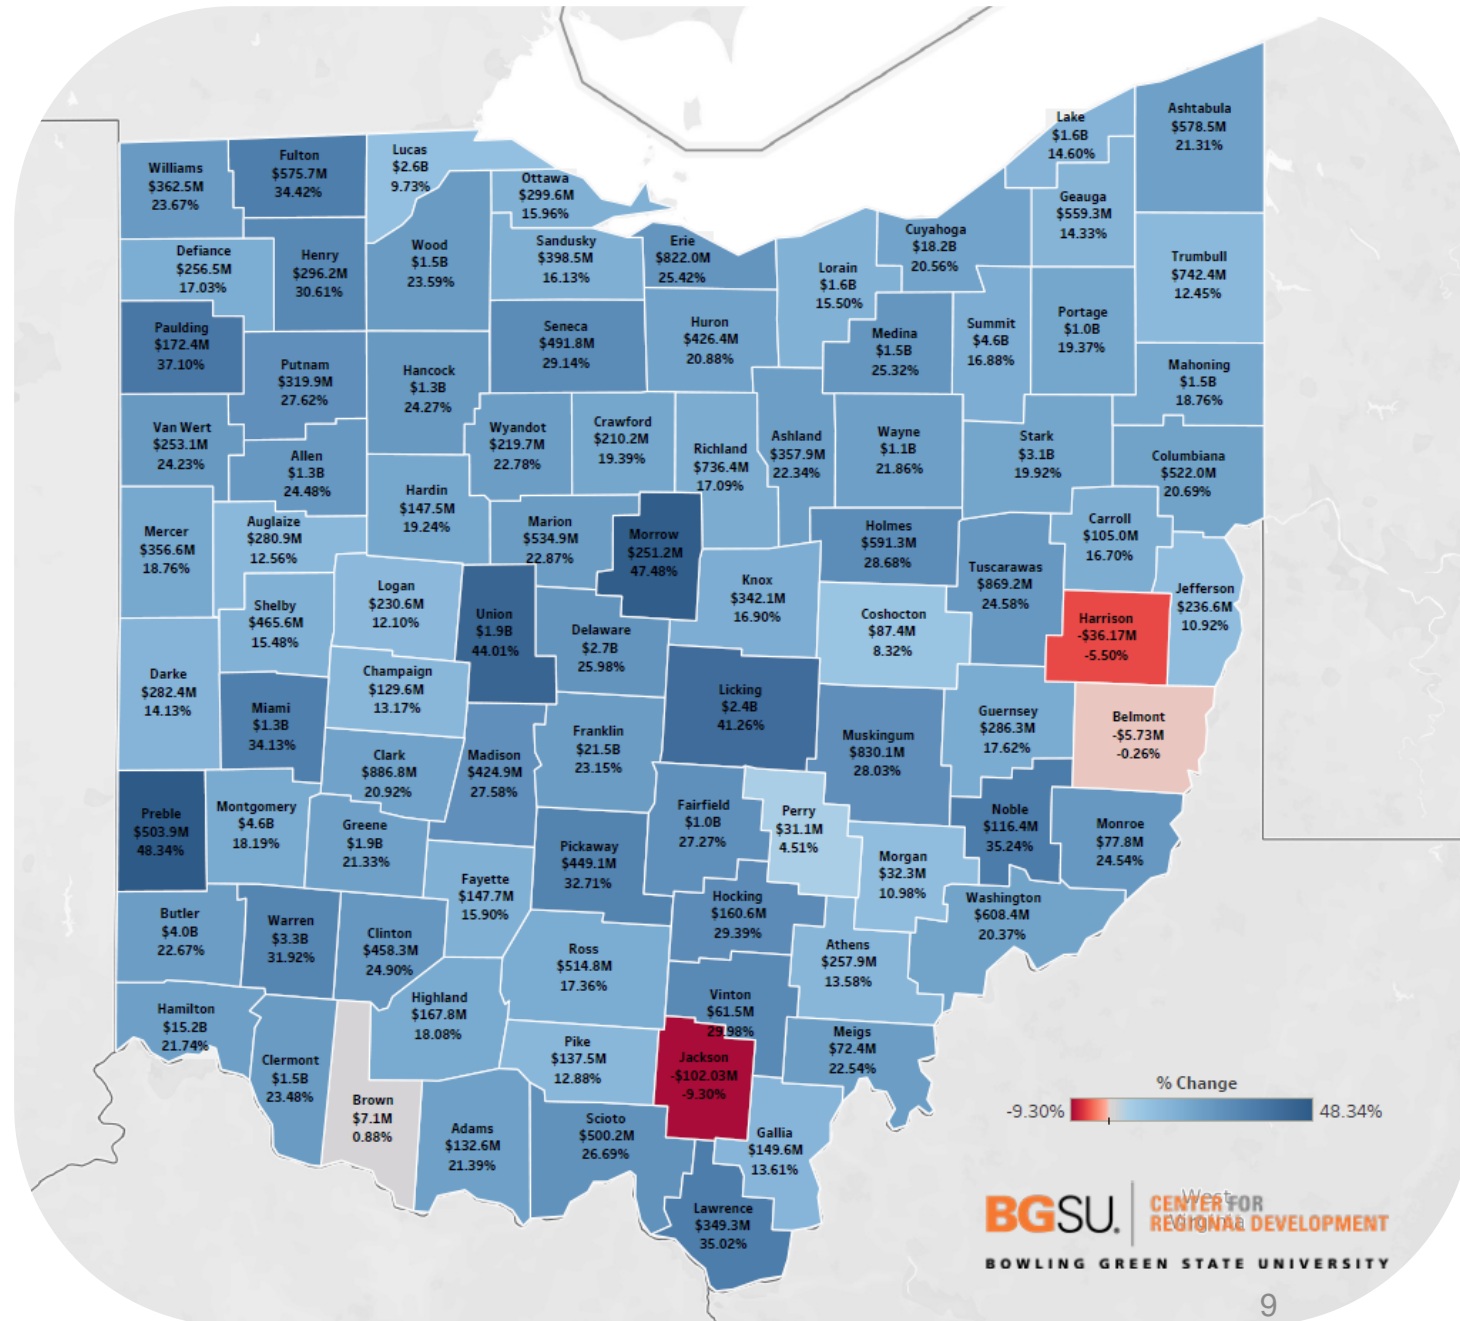 Williams
$362.5M
23.67%
Fulton
$575.7M
34.42%
Lucas
$2.6B
9.73%
Ottawa
$299.6M
15.96%
Lake
$1.6B
14.60%
Ashtabula
$578.5M
21.31%
Geauga
$559.3M
14.33%
Cuyahoga
$18.2B
20.56%
Defiance
$256.5M
17.03%
Henry
$296.2M
30.61%
Wood
$1.5B
23.59%
Sandusky
$398.5M
16.13%
Erie
$822.0M
25.42%
Lorain
$1.6B
15.50%
Trumbull
$742.4M
12.45%
Paulding
$172.4M
37.10%
Putnam
$319.9M
27.62%
Hancock
$1.3B
24.27%
Seneca
$491.8M
29.14%
Huron
$426.4M
20.88%
Medina
$1.5B
25.32%
Summit
$4.6B
16.88%
Portage
$1.0B
19.37%
Mahoning
$1.5B
18.76%
Van Wert
$253.1M
24.23%
Allen
$1.3B
24.48%
Wyandot
$219.7M
22.78%
Crawford
$210.2M
19.39%
Richland
$736.4M
17.09%
Ashland
$357.9M
22.34%
Wayne
$1.1B
21.86%
Stark
$3.1B
19.92%
Columbiana
$522.0M
20.69%
Mercer
$356.6M
18.76%
Auglaize
$280.9M
12.56%
Hardin
$147.5M
19.24%
Marion
$534.9M
22.87%
Morrow
$251.2M
47.48%
Holmes
$591.3M
28.68%
Tuscarawas
$869.2M
24.58%
Carroll
$105.0M
16.70%
Jefferson
$236.6M
10.92%
Harrison
-$36.17M
-5.50%
Shelby
$465.6M
15.48%
Logan
$230.6M
12.10%
Union
$1.9B
44.01%
Delaware
$2.7B
25.98%
Knox
$342.1M
16.90%
Coshocton
$87.4M
8.32%
Darke
$282.4M
14.13%
Miami
$1.3B
34.13%
Champaign
$129.6M
13.17%
Clark
$886.8M
20.92%
Madison
$424.9M
27.58%
Franklin
$21.5B
23.15%
Licking
$2.4B
41.26%
Muskingum
$830.1M
28.03%
Guernsey
$286.3M
17.62%
Belmont
-$5.73M
-0.26%
Preble
$503.9M
48.34%
Montgomery
$4.6B
18.19%
Greene
$1.9B
21.33%
Fayette
$147.7M
15.90%
Pickaway
$449.1M
32.71%
Fairfield
$1.0B
27.27%
Perry
$31.1M
4.51%
Morgan
$32.3M
10.98%
Noble
$116.4M
35.24%
Monroe
$77.8M
24.54%
Washington
$608.4M
20.37%
Butler
$4.0B
22.67%
Warren
$3.3B
31.92%
Clinton
$458.3M
24.90%
Highland
$167.8M
18.08%
Ross
$514.8M
17.36%
Hocking
$160.6M
29.39%
Athens
$257.9M
13.58%
Vinton
$61.5M
29.98%
Meigs
$72.4M
22.54%
Hamilton
$15.2B
21.74%
Clermont
$1.5B
23.48%
Brown
$7.1M
0.88%
Adams
$132.6M
21.39%
Pike
$137.5M
12.88%
Scioto
$500.2M
26.69%
Jackson
-$102.03M
-9.30%
Gallia
$149.6M
13.61%
Lawrence
$349.3M
35.02%
% Change
-9.30% 48.34%
West
Virginia
BGSU.
CENTER FOR
REGIONAL DEVELOPMENT
BOWLING GREEN STATE UNIVERSITY
9